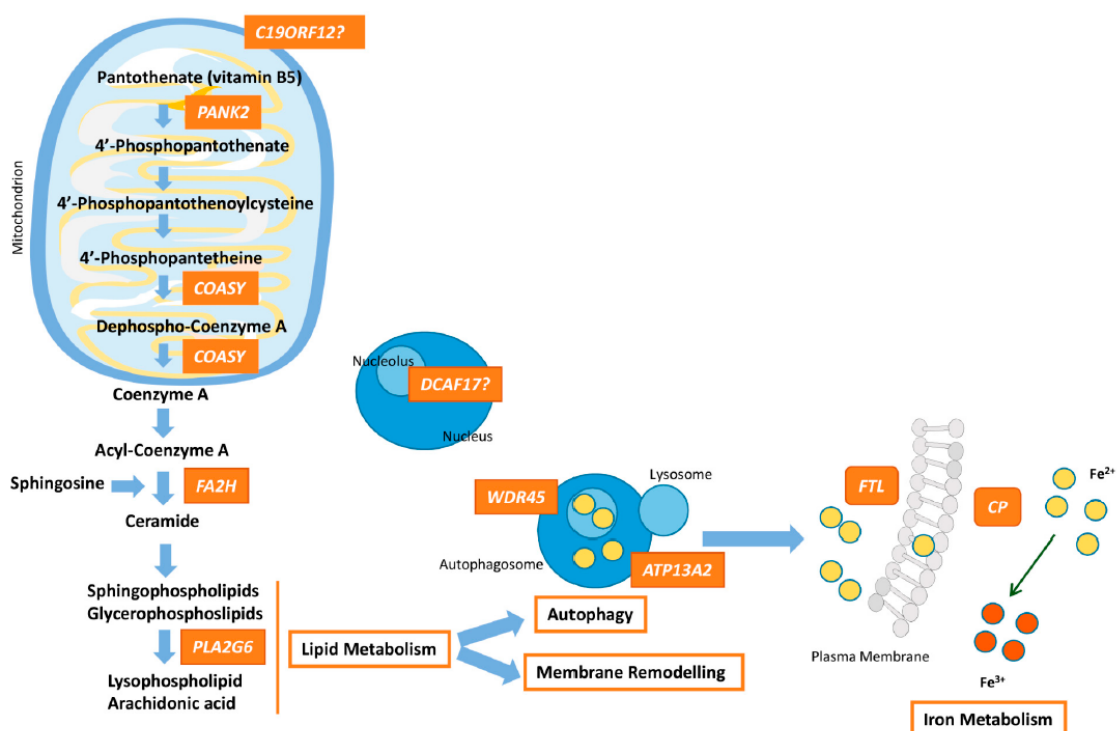 C19ORF12?
Pantothenate (vitamin B5)
PANK2
4’-Phosphopantothenate
Mitochondrion
4’-Phosphopantothenoylcysteine
4’-Phosphopantetheine
COASY
Dephospho-Coenzyme A
COASY
Coenzyme A
Acyl-Coenzyme A
Sphingosine
FA2H
Ceramide
Sphingophospholipids
Glycerophosphoslipids
PLA2G6
Lysophospholipid
Arachidonic acid
Lipid Metabolism
Nucleolus
DCAF17?
Nucleus
Lysosome
WDR45
Autophagosome
ATP13A2
Autophagy
Membrane Remodelling
FTL
CP
Fe²⁺
Plasma Membrane
Fe³⁺
Iron Metabolism